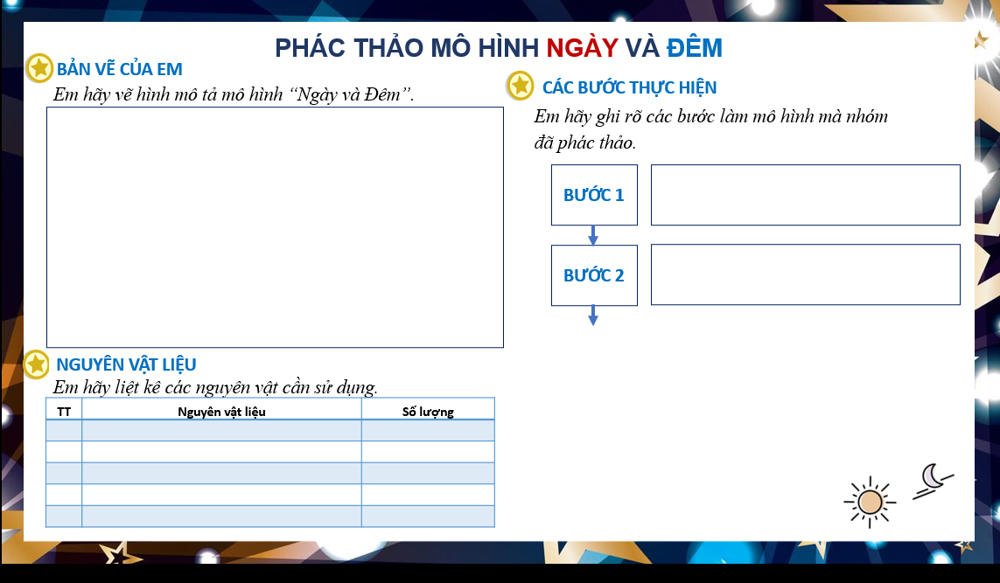 PHÁC THẢO MÔ HÌNH NGÀY VÀ ĐÊM
BẢN VẼ CỦA EM
Em hãy vẽ hình mô tả mô hình “Ngày và Đêm”.
NGUYÊN VẬT LIỆU
Em hãy liệt kê các nguyên vật cần sử dụng.
TT Nguyên vật liệu Số lượng
CÁC BƯỚC THỰC HIỆN
Em hãy ghi rõ các bước làm mô hình mà nhóm
đã phác thảo.
BƯỚC 1
BƯỚC 2